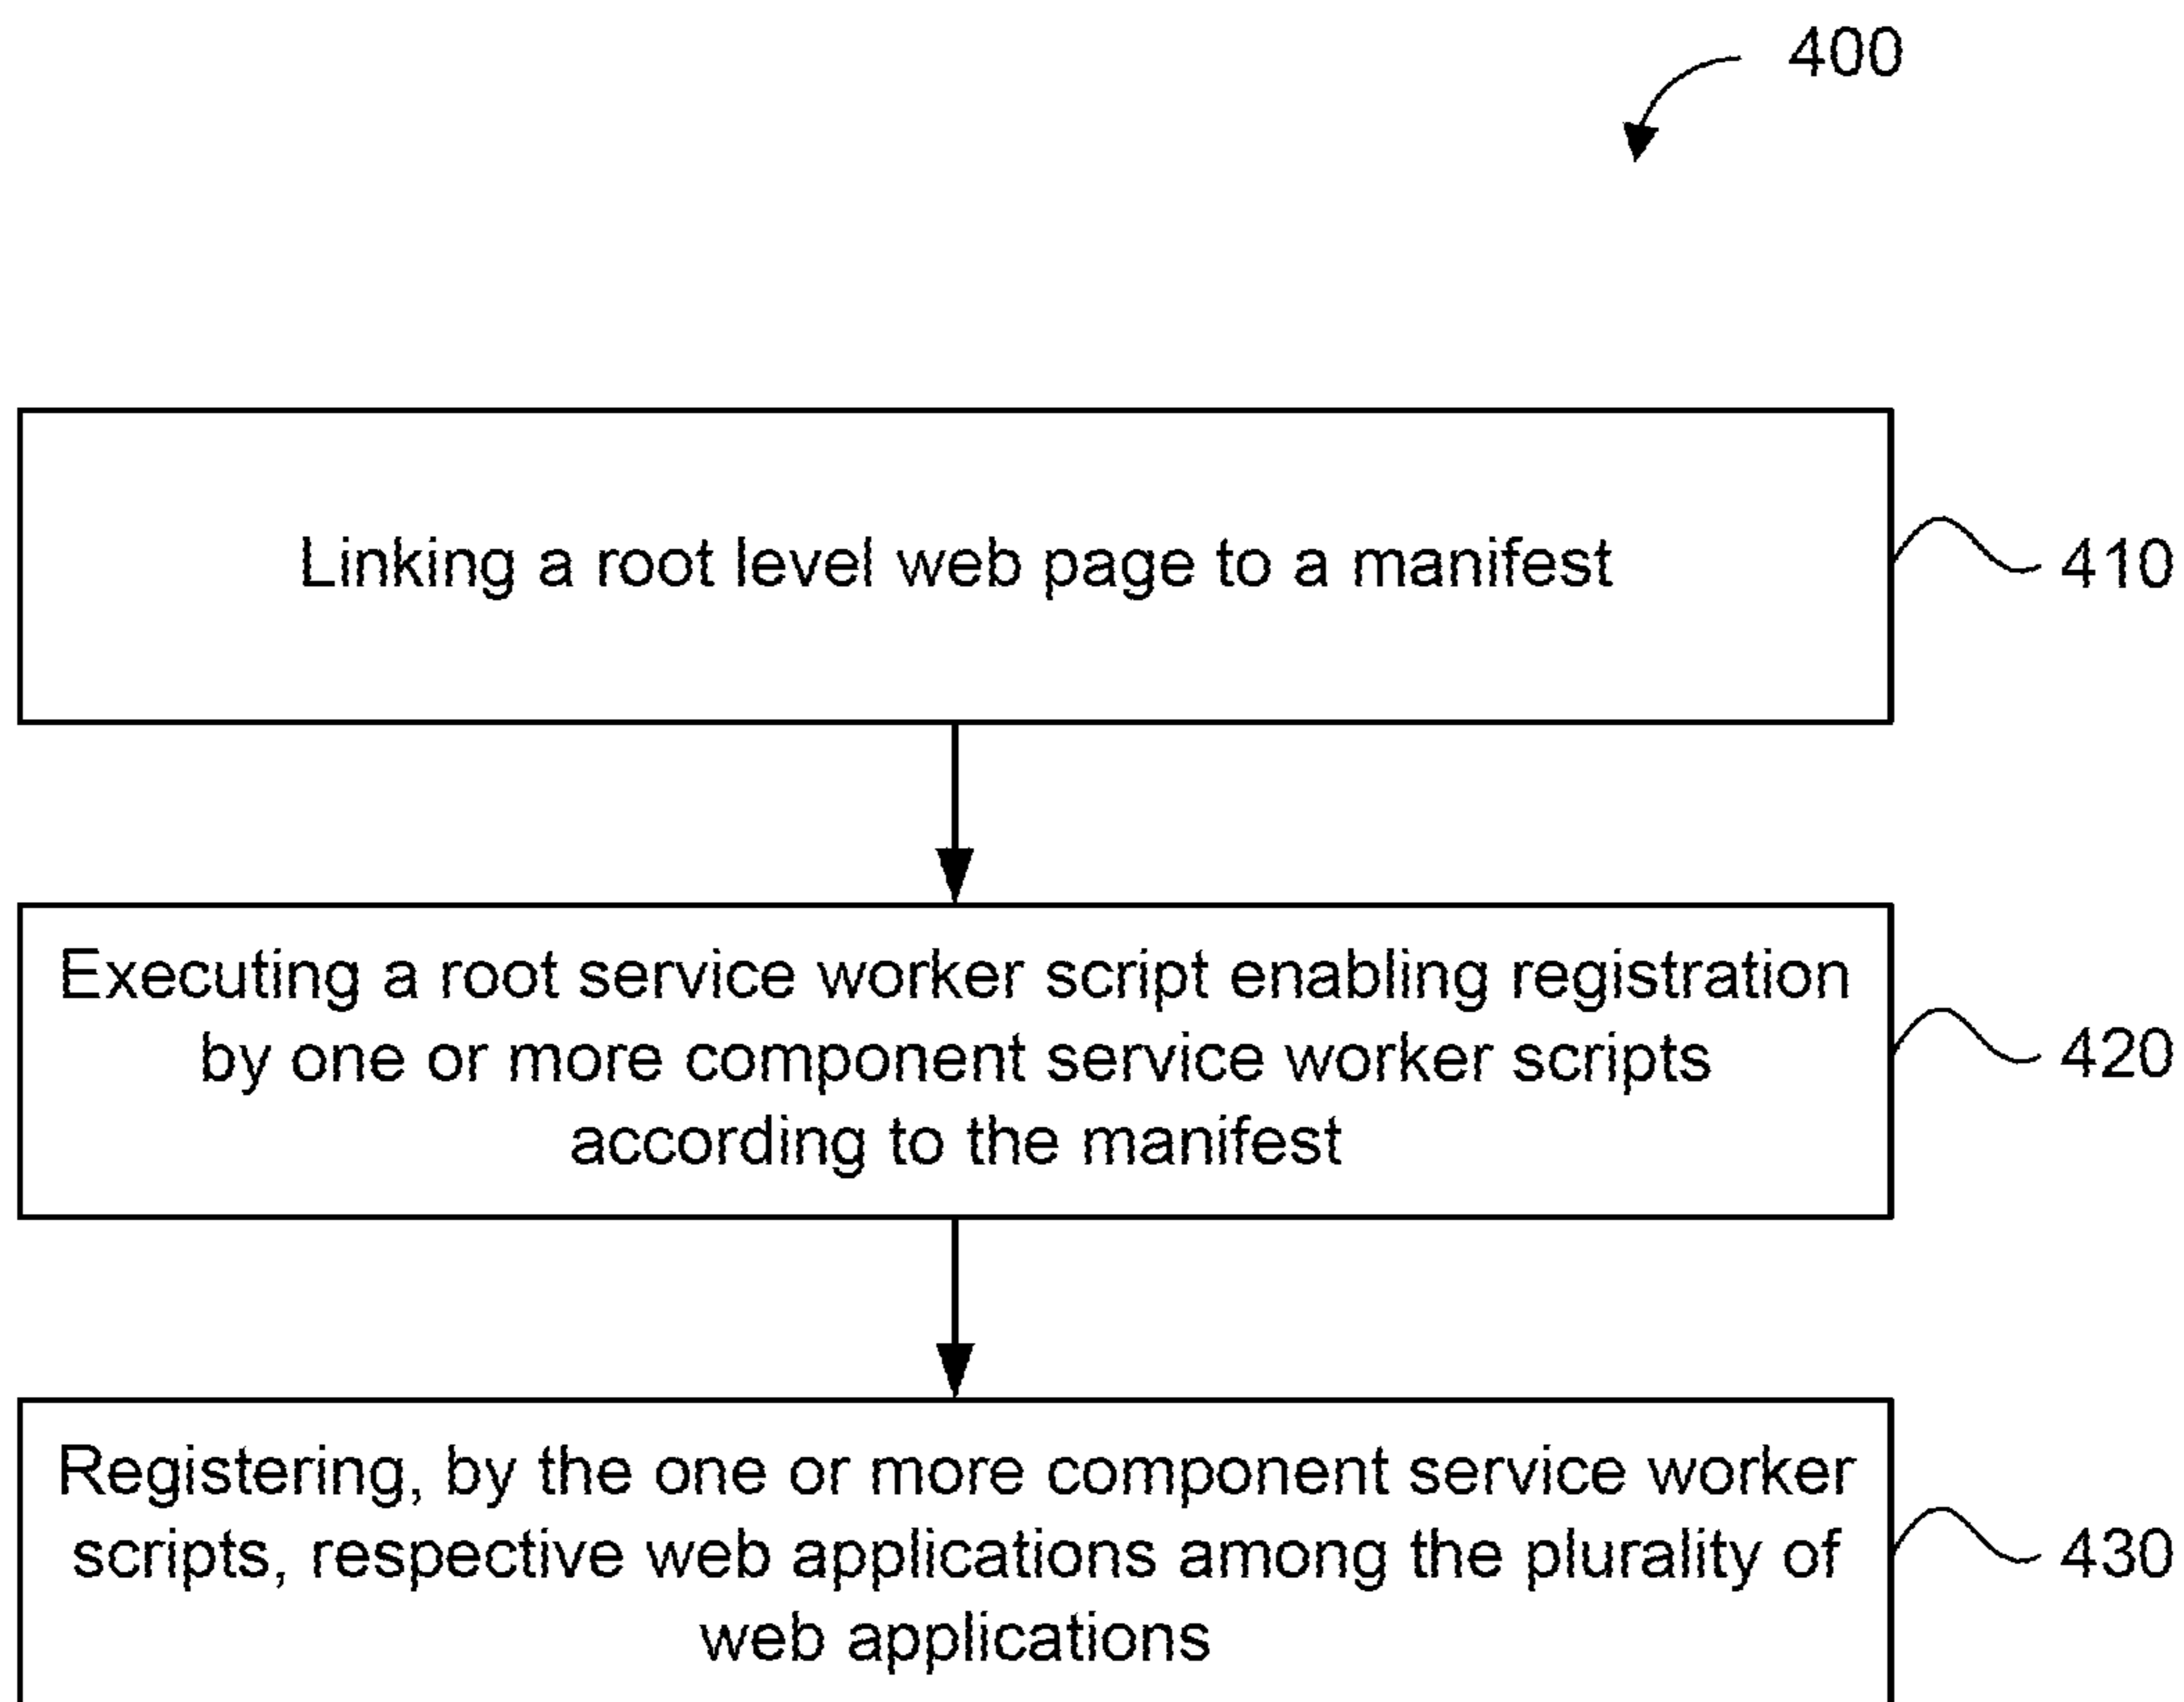 400
Linking a root level web page to a manifest
410
Executing a root service worker script enabling registration
by one or more component service worker scripts
according to the manifest
420
Registering, by the one or more component service worker
scripts, respective web applications among the plurality of
web applications
430